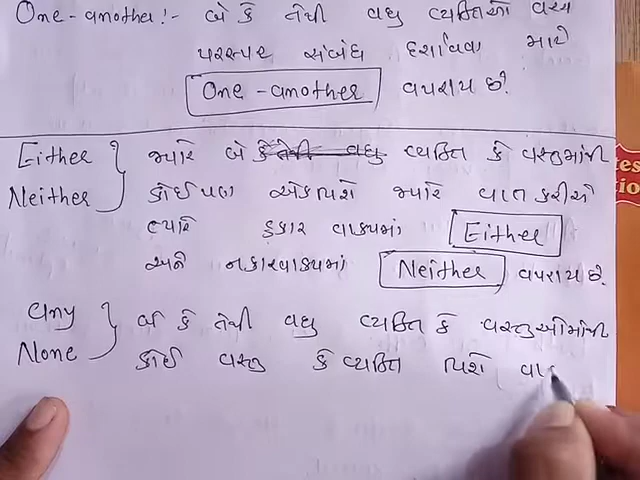 One-another :- બે કે તેથી વધુ વ્યક્તિઓ વચ્ચે
પરસ્પર સંબંધ દર્શાવવા માટે
One-another વપરાય છે.
Either જ્યારે બે કે તેથી વધુ વ્યક્તિ કે વસ્તુમાંથી
Neither કોઈપણ એક વિશે જ્યારે વાત કરીએ
ત્યારે હકાર વાક્યમાં Either
અને નકારવાક્યમાં Neither વપરાય છે.
Any બે કે તેથી વધુ વ્યક્તિ કે વસ્તુઓમાંથી
None કોઈ વસ્તુ કે વ્યક્તિ વિશે વા